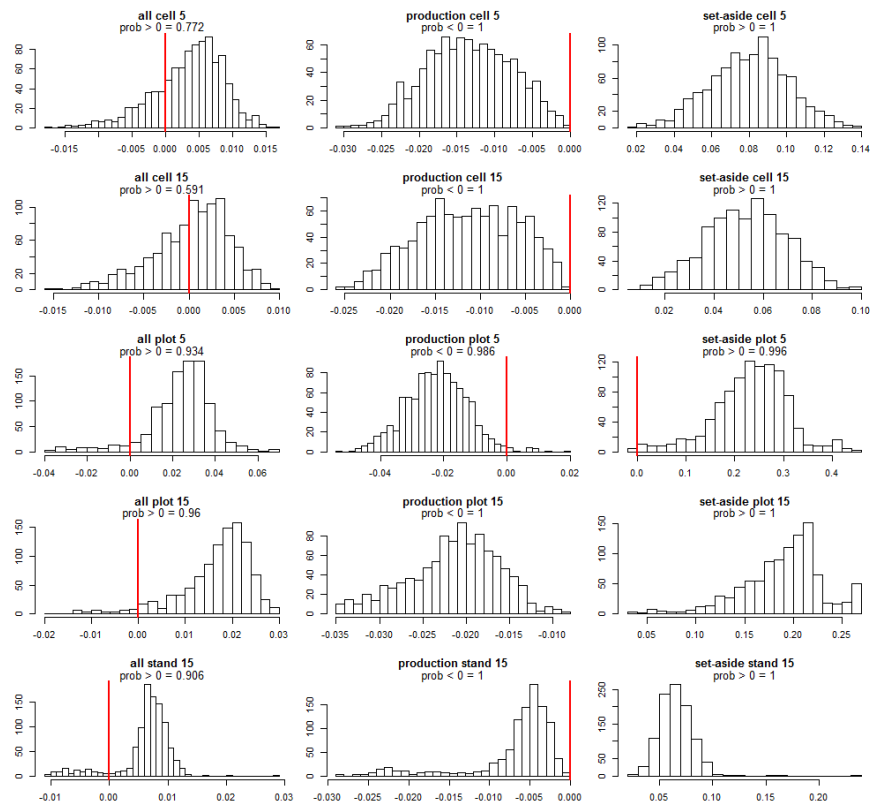 all cell 5
prob > 0 = 0.772
0 20 40 60 80
-0.015 0.000 0.005 0.010 0.015
production cell 5
prob < 0 = 1
0 20 40 60
-0.030 -0.025 -0.020 -0.015 -0.010 -0.005 0.000
set-aside cell 5
prob > 0 = 1
0 20 60 100
0.02 0.04 0.06 0.08 0.10 0.12 0.14
all cell 15
prob > 0 = 0.591
0 20 60 100
-0.015 -0.010 -0.005 0.000 0.005 0.010
production cell 15
prob < 0 = 1
0 20 40 60
-0.025 -0.020 -0.015 -0.010 -0.005 0.000
set-aside cell 15
prob > 0 = 1
0 40 80 120
0.02 0.04 0.06 0.08 0.10
all plot 5
prob > 0 = 0.934
0 50 100 150
-0.04 -0.02 0.00 0.02 0.04 0.06
production plot 5
prob < 0 = 0.986
0 20 40 60 80
-0.04 -0.02 0.00 0.02
set-aside plot 5
prob > 0 = 0.996
0 40 80 120
0.0 0.1 0.2 0.3 0.4
all plot 15
prob > 0 = 0.96
0 50 100 150
-0.02 -0.01 0.00 0.01 0.02 0.03
production plot 15
prob < 0 = 1
0 20 40 60 80
-0.035 -0.030 -0.025 -0.020 -0.015 -0.010
set-aside plot 15
prob > 0 = 1
0 50 100 150
0.05 0.10 0.15 0.20 0.25
all stand 15
prob > 0 = 0.906
0 50 100 150
-0.01 0.00 0.01 0.02 0.03
production stand 15
prob < 0 = 1
0 50 100 150
-0.030 -0.025 -0.020 -0.015 -0.010 -0.005 0.000
set-aside stand 15
prob > 0 = 1
0 50 150 250
0.05 0.10 0.15 0.20